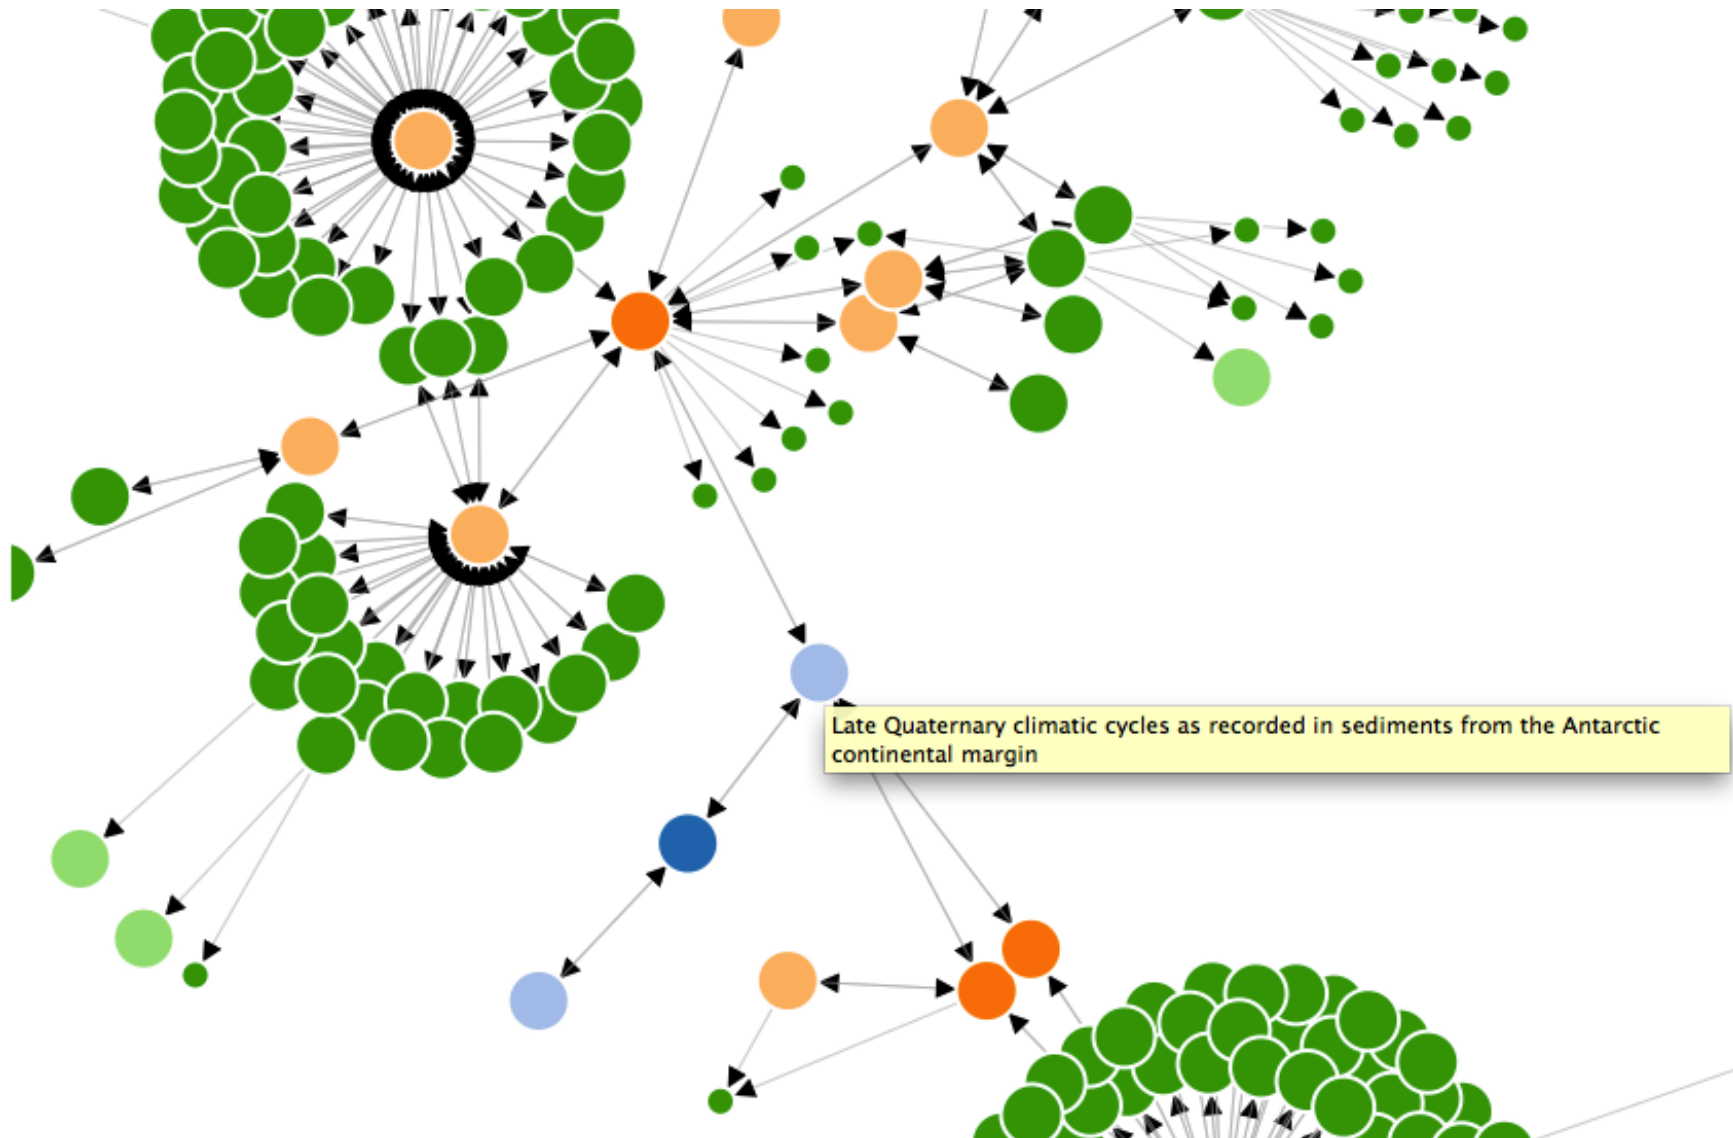 Late Quaternary climatic cycles as recorded in sediments from the Antarctic
continental margin